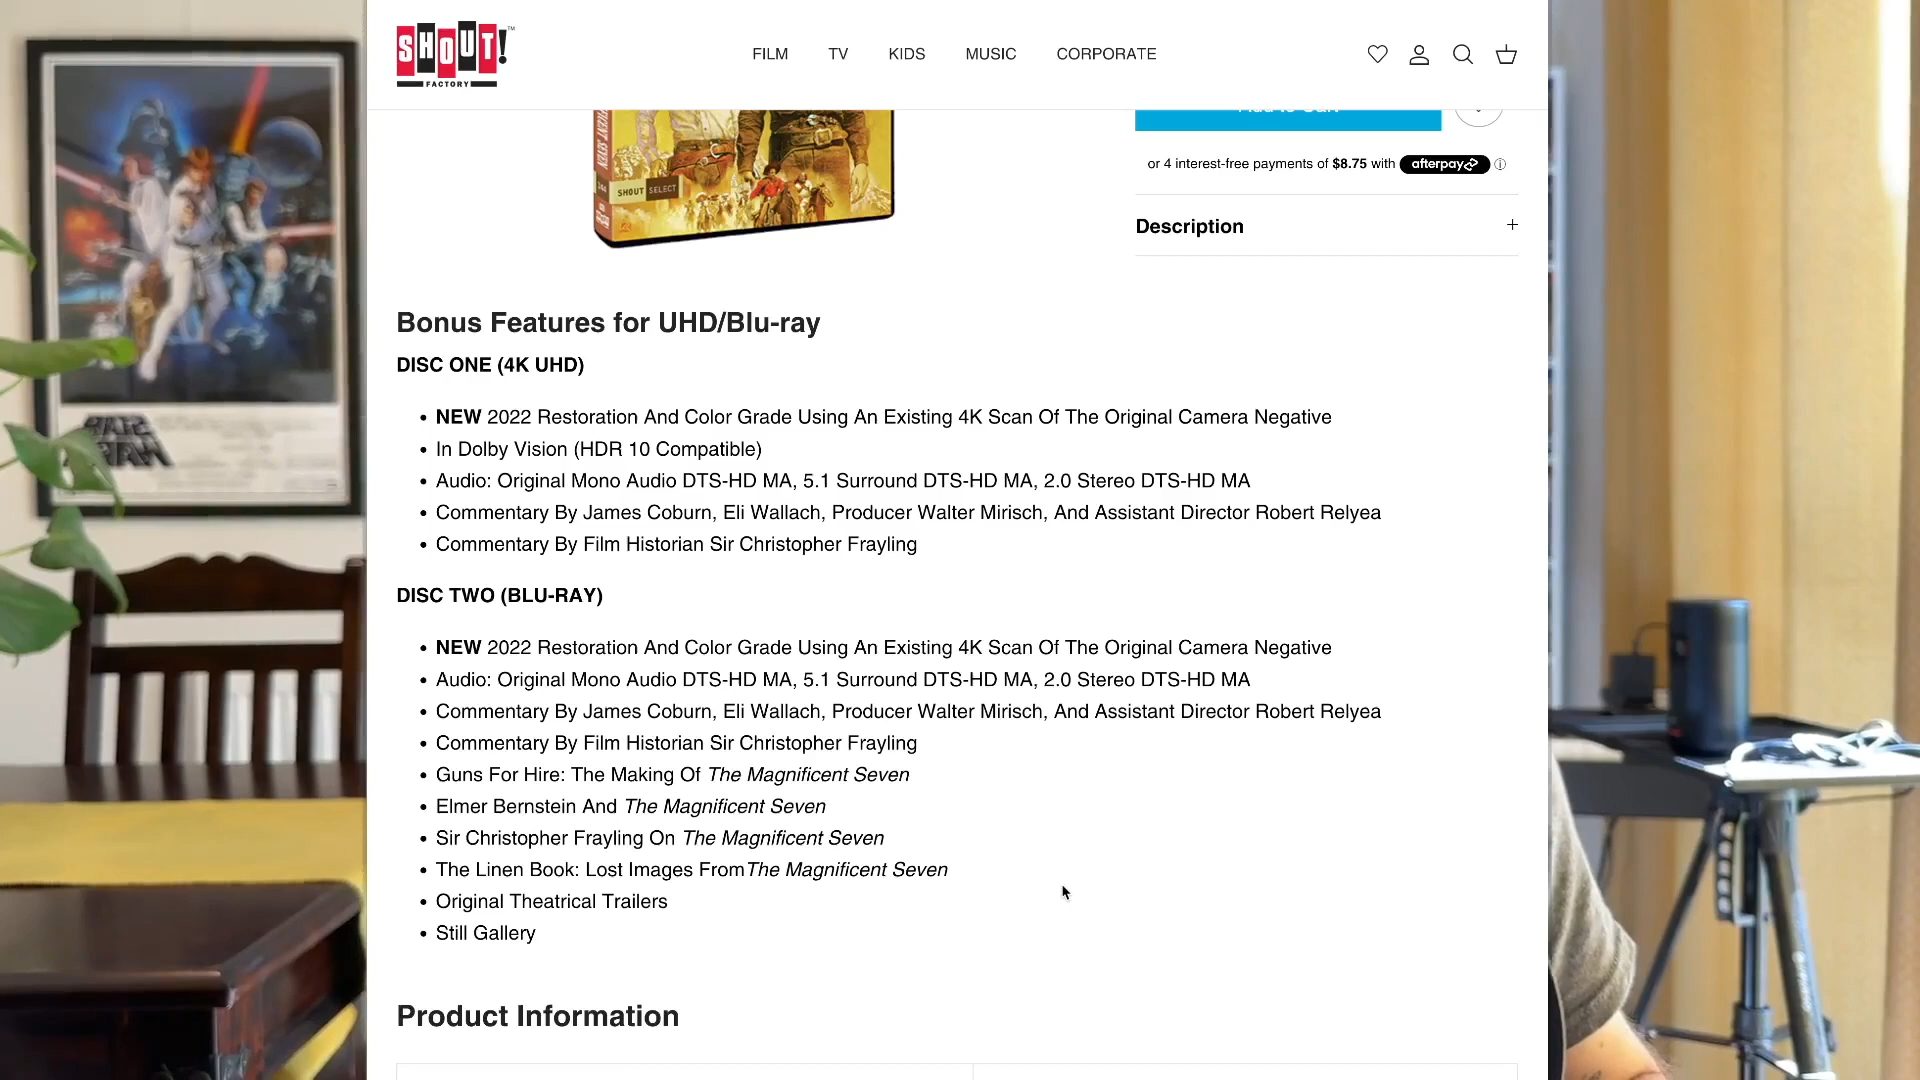 SHOUT!
FACTORY
FILM
TV
KIDS
MUSIC
CORPORATE
or 4 interest-free payments of $8.75 with afterpay
SHOUT SELECT
Description
Bonus Features for UHD/Blu-ray
DISC ONE (4K UHD)
NEW 2022 Restoration And Color Grade Using An Existing 4K Scan Of The Original Camera Negative
In Dolby Vision (HDR 10 Compatible)
Audio: Original Mono Audio DTS-HD MA, 5.1 Surround DTS-HD MA, 2.0 Stereo DTS-HD MA
Commentary By James Coburn, Eli Wallach, Producer Walter Mirisch, And Assistant Director Robert Relyea
Commentary By Film Historian Sir Christopher Frayling
DISC TWO (BLU-RAY)
NEW 2022 Restoration And Color Grade Using An Existing 4K Scan Of The Original Camera Negative
Audio: Original Mono Audio DTS-HD MA, 5.1 Surround DTS-HD MA, 2.0 Stereo DTS-HD MA
Commentary By James Coburn, Eli Wallach, Producer Walter Mirisch, And Assistant Director Robert Relyea
Commentary By Film Historian Sir Christopher Frayling
Guns For Hire: The Making Of The Magnificent Seven
Elmer Bernstein And The Magnificent Seven
Sir Christopher Frayling On The Magnificent Seven
The Linen Book: Lost Images FromThe Magnificent Seven
Original Theatrical Trailers
Still Gallery
Product Information
STAR
WARS